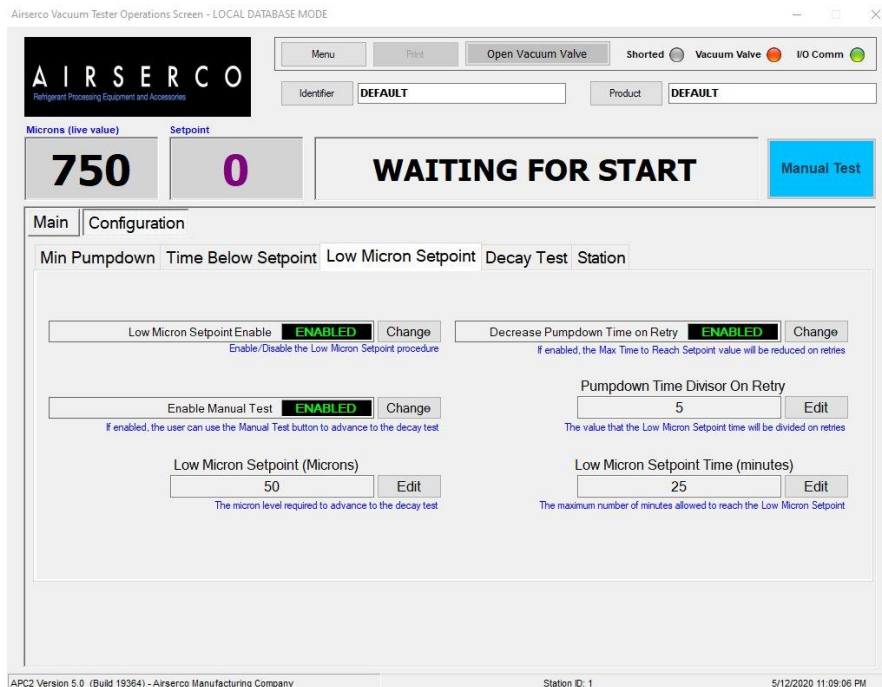 Airserco Vacuum Tester Operations Screen - LOCAL DATABASE MODE
AIRSERCO
Refrigerant Processing Equipment and Accessories
Menu Print Open Vacuum Valve Shorted Vacuum Valve I/O Comm
Identifier DEFAULT Product DEFAULT
Microns (live value) Setpoint
750 0 WAITING FOR START Manual Test
Main Configuration
Min Pumpdown Time Below Setpoint Low Micron Setpoint Decay Test Station
Low Micron Setpoint Enable ENABLED Change
Enable/Disable the Low Micron Setpoint procedure
Decrease Pumpdown Time on Retry ENABLED Change
If enabled, the Max Time to Reach Setpoint value will be reduced on retries
Enable Manual Test ENABLED Change
If enabled, the user can use the Manual Test button to advance to the decay test
Pumpdown Time Divisor On Retry
5 Edit
The value that the Low Micron Setpoint time will be divided on retries
Low Micron Setpoint (Microns)
50 Edit
The micron level required to advance to the decay test
Low Micron Setpoint Time (minutes)
25 Edit
The maximum number of minutes allowed to reach the Low Micron Setpoint
APC2 Version 5.0 (Build 19364) - Airserco Manufacturing Company Station ID: 1 5/12/2020 11:09:06 PM